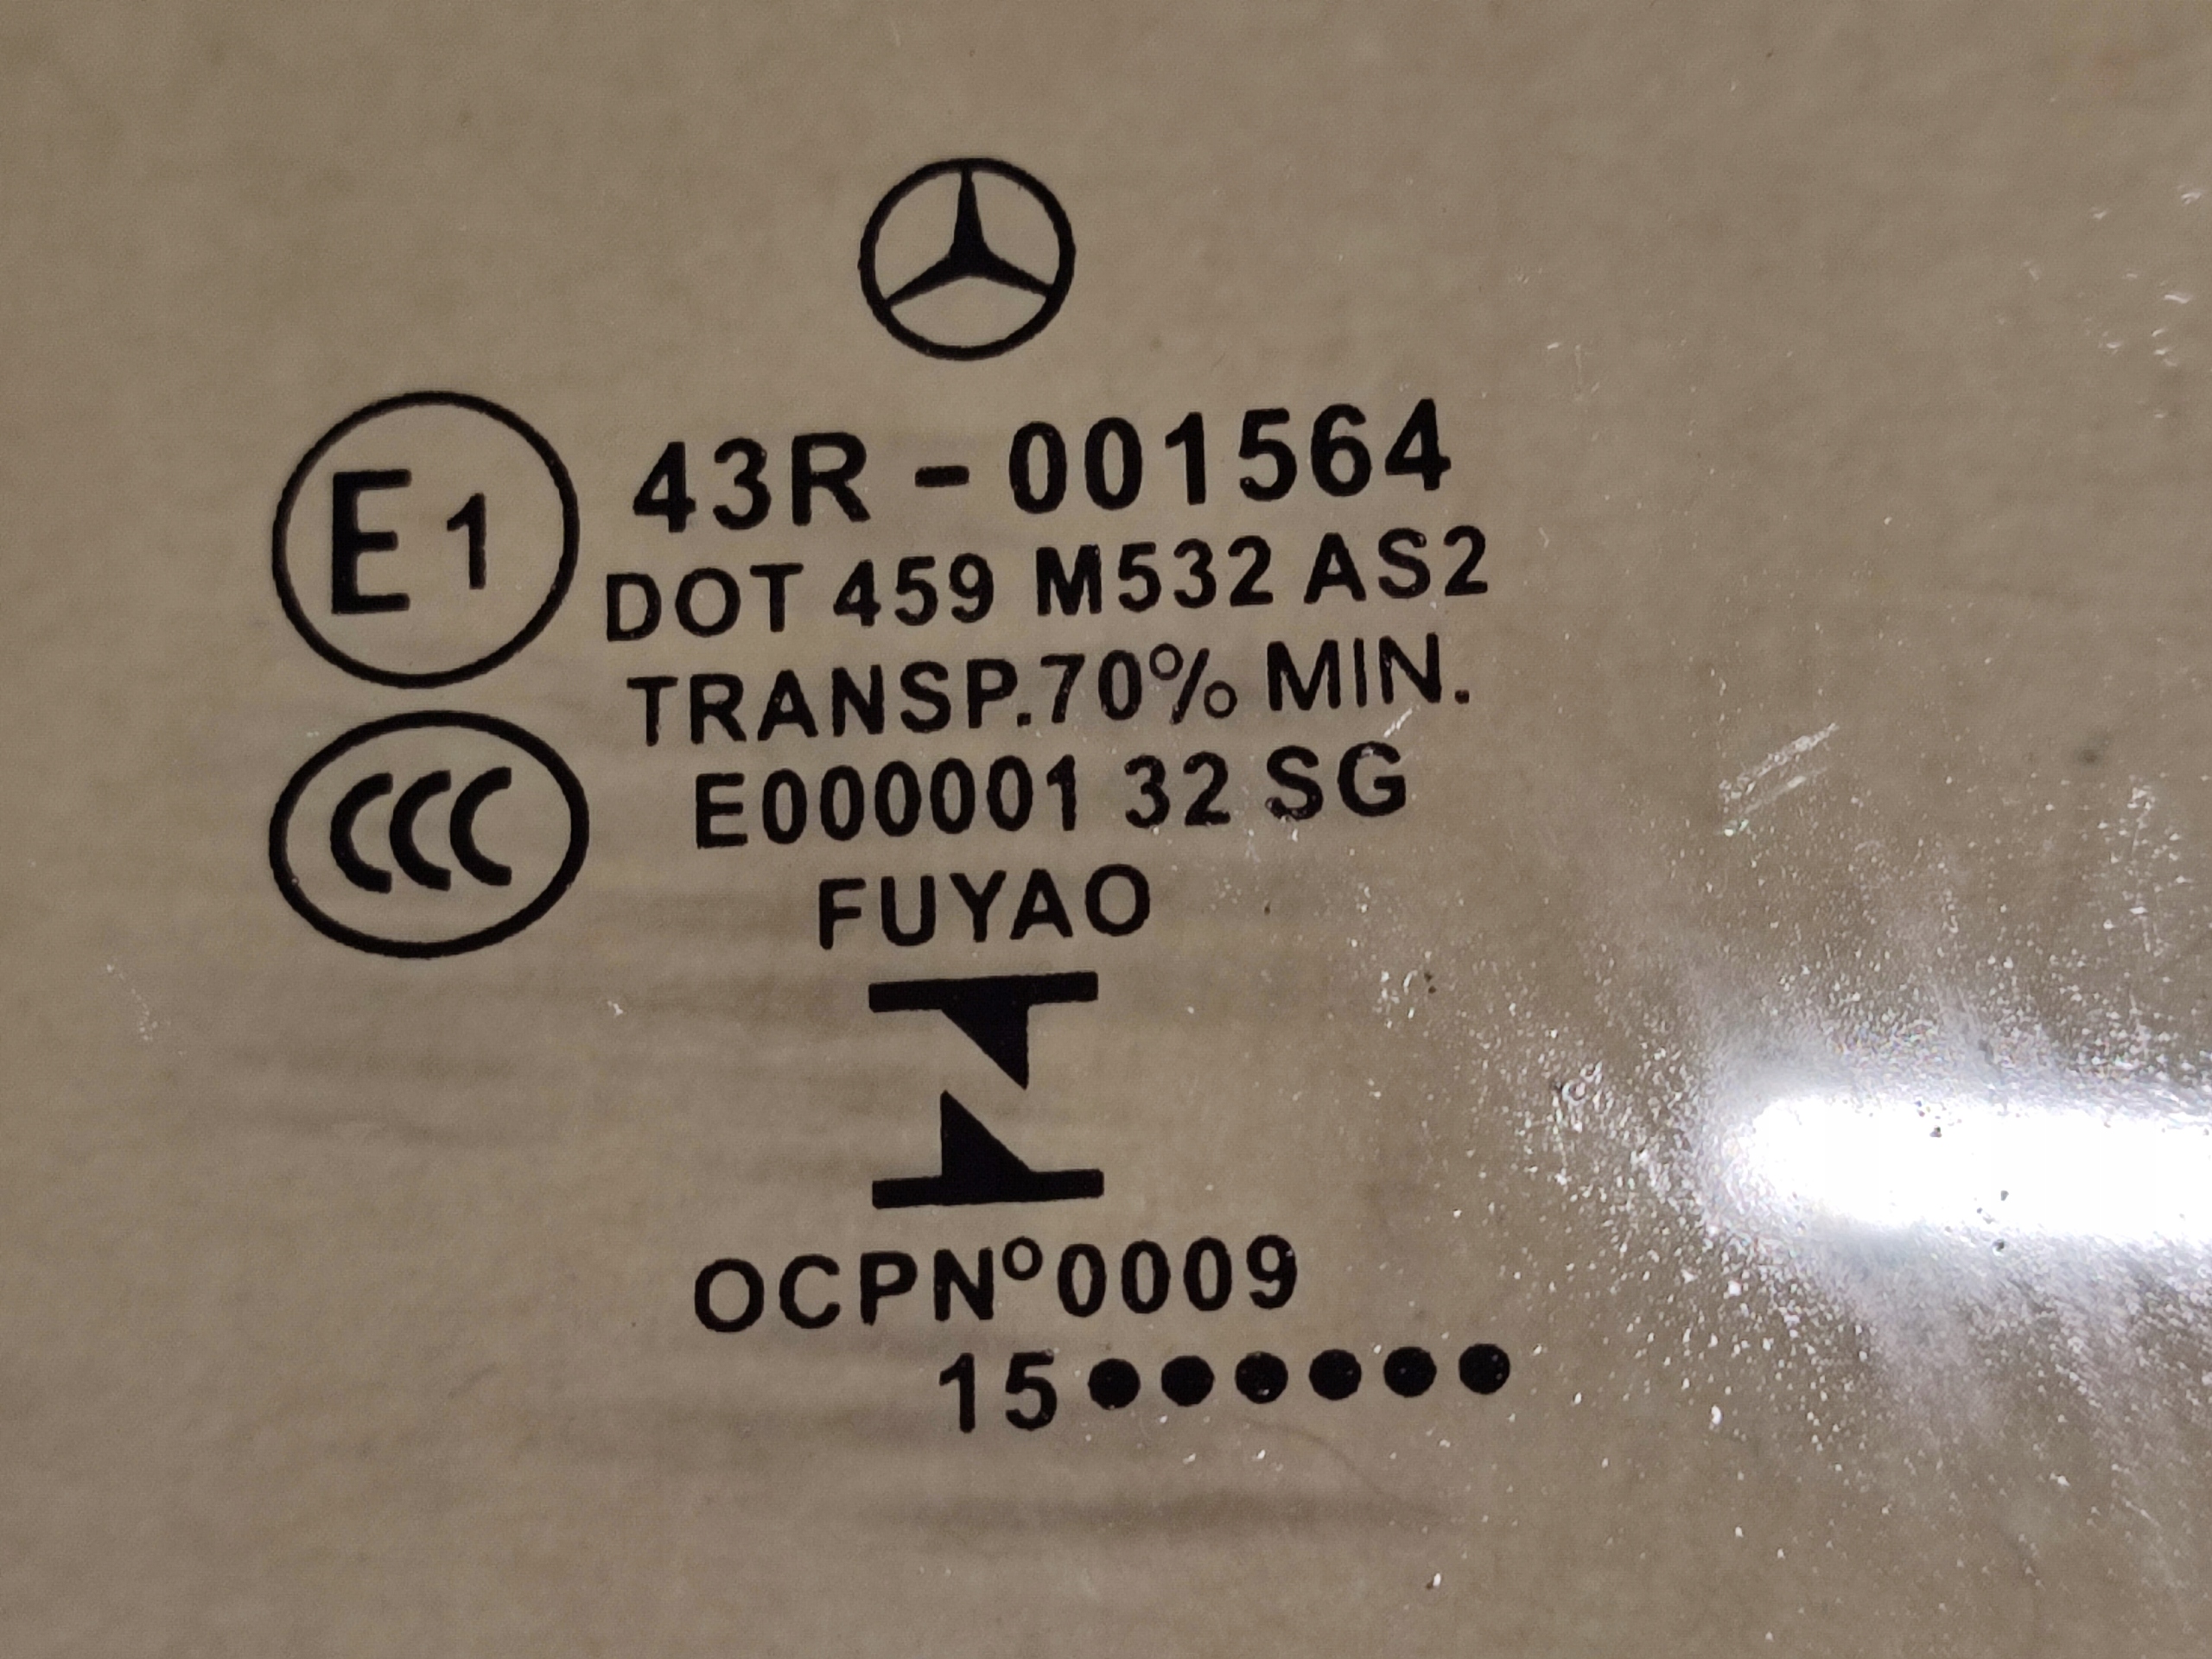 E1
43R - 001564
DOT 459 M532 AS2
TRANSP.70% MIN.
CCC
E000001 32 SG
FUYAO
OCPN°0009
15●●●●●●